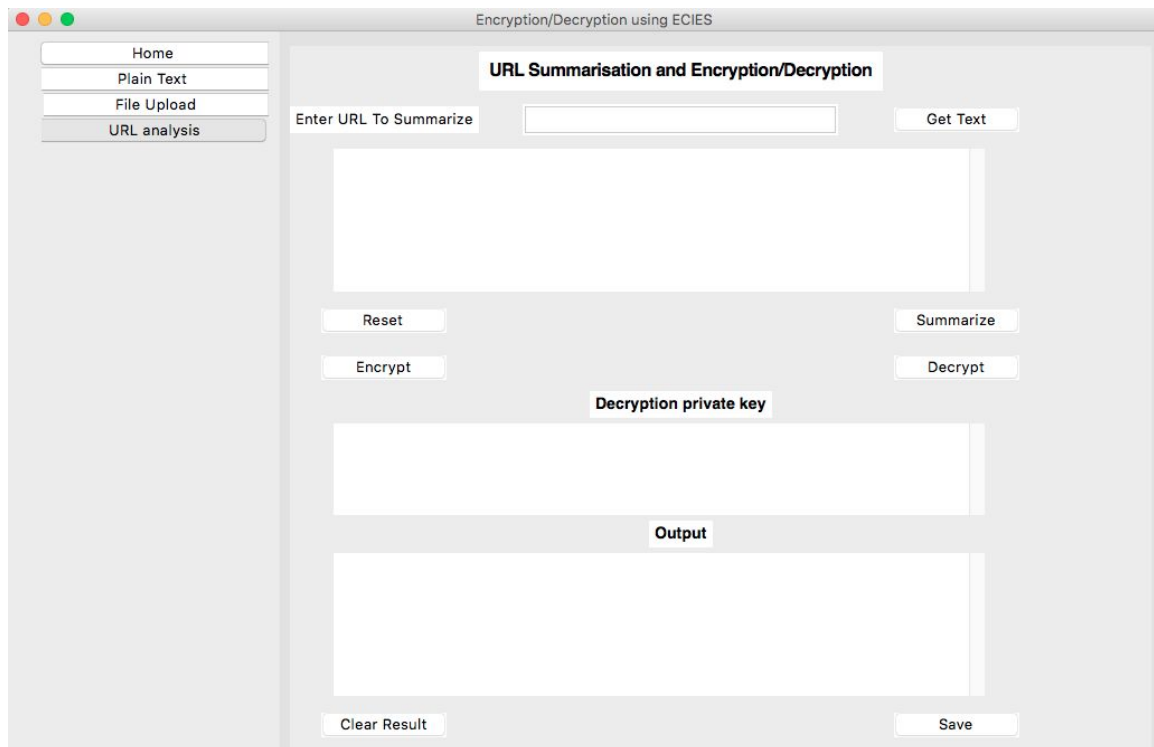 Encryption/Decryption using ECIES
Home
Plain Text
File Upload
URL analysis
URL Summarisation and Encryption/Decryption
Enter URL To Summarize
Get Text
Reset
Summarize
Encrypt
Decrypt
Decryption private key
Output
Clear Result
Save